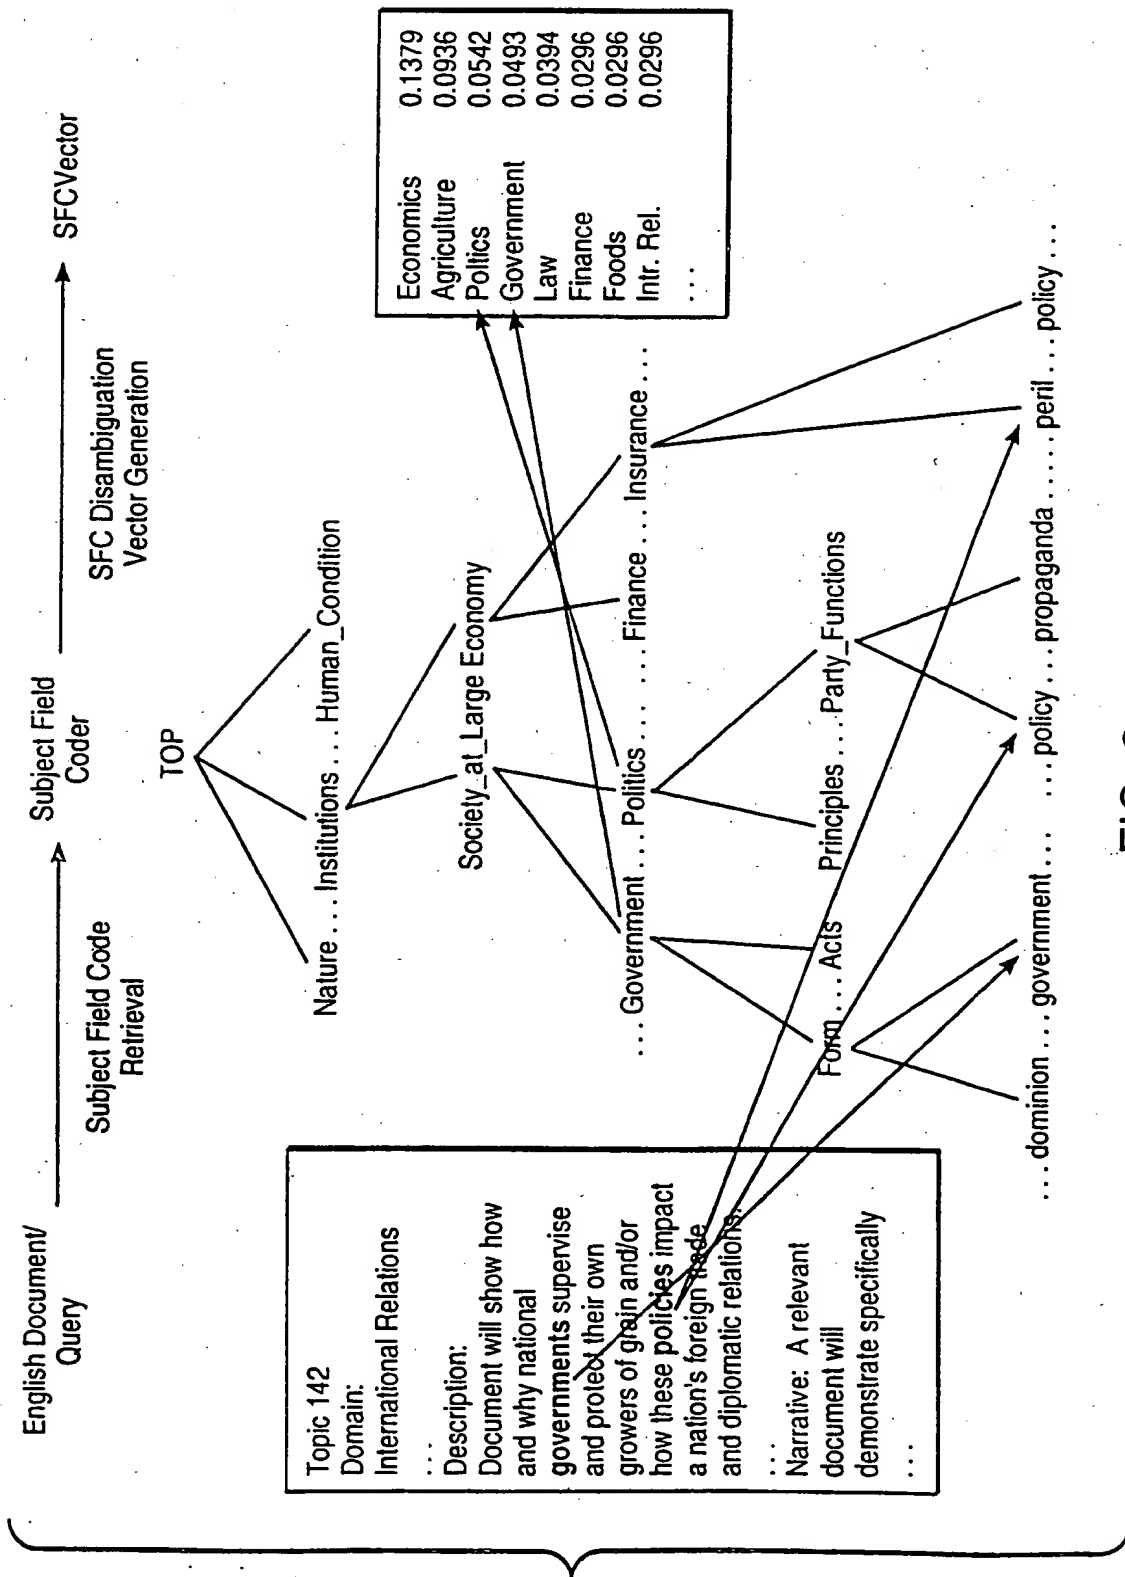 English Document/
Query
Subject Field Code
Retrieval
Subject Field
Coder
SFC Disambiguation
Vector Generation
SFCVector
TOP
Nature ... Institutions ... Human_Condition
Society_at_Large Economy
... Government .... Politics .... .... Finance .... Insurance ....
Form .... Acts Principles .... Party_Functions
.... dominion .... government .... ... policy ... propaganda ...... peril ... policy ...
Topic 142
Domain:
International Relations
...
Description:
Document will show how
and why national
governments supervise
and protect their own
growers of grain and/or
how these policies impact
a nation's foreign trade
and diplomatic relations.
...
Narrative: A relevant
document will
demonstrate specifically
...
Economics 0.1379
Agriculture 0.0936
Poltics 0.0542
Government 0.0493
Law 0.0394
Finance 0.0296
Foods 0.0296
Intr. Rel. 0.0296
...